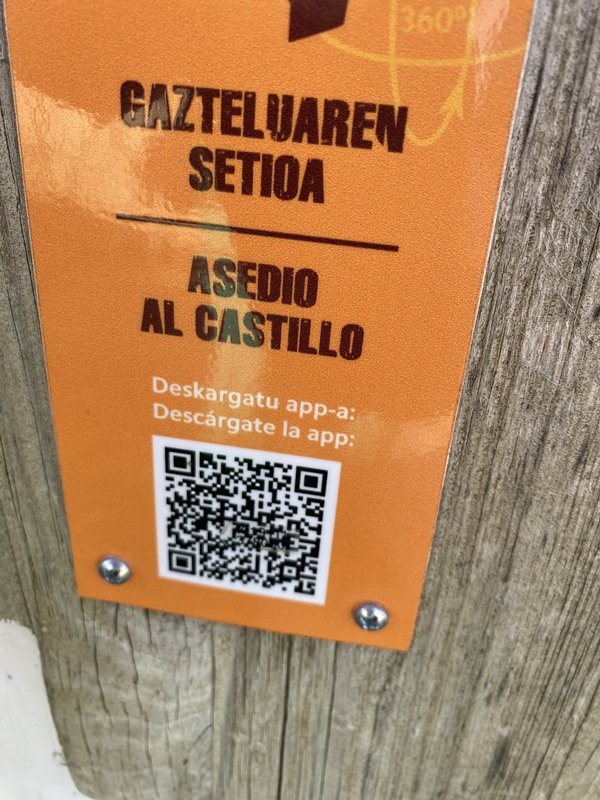 360º
GAZTELUAREN
SETIOA
ASEDIO
AL CASTILLO
Deskargatu app-a:
Descárgate la app: